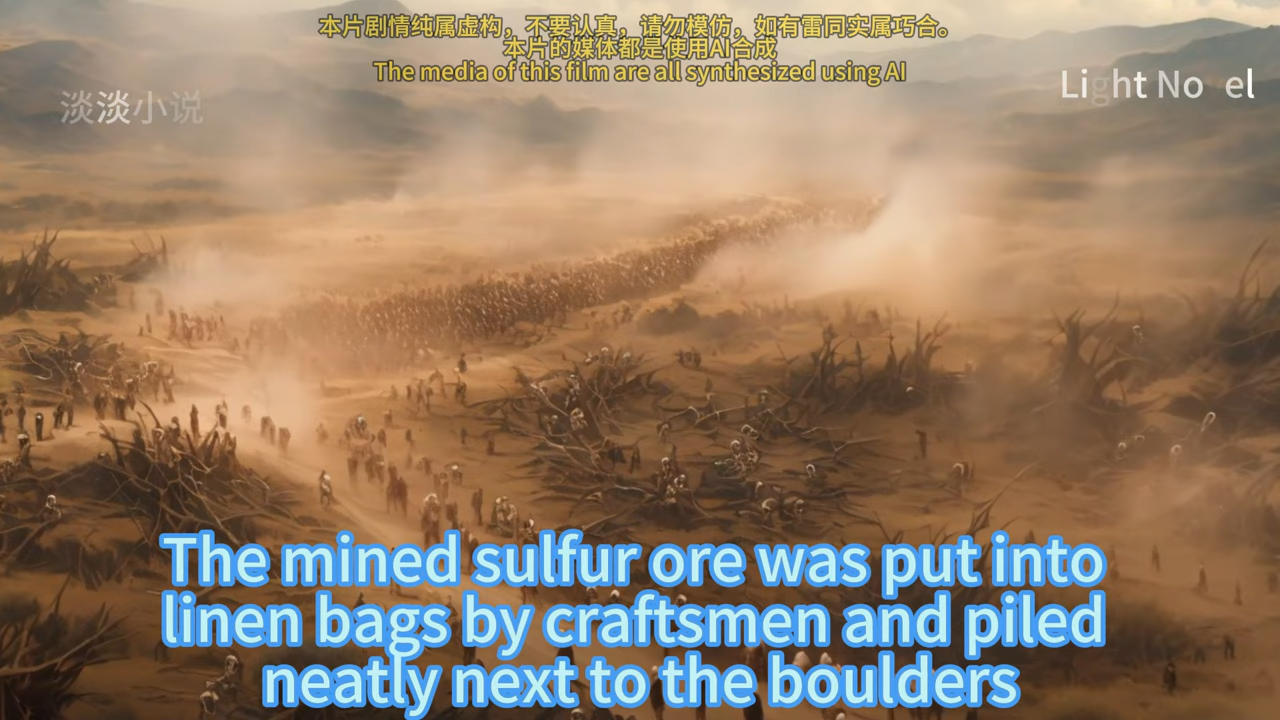 本片剧情纯属虚构，不要认真，请勿模仿，如有雷同实属巧合。
本片的媒体都是使用AI合成
The media of this film are all synthesized using AI
Light No el
淡淡小说
The mined sulfur ore was put into
linen bags by craftsmen and piled
neatly next to the boulders